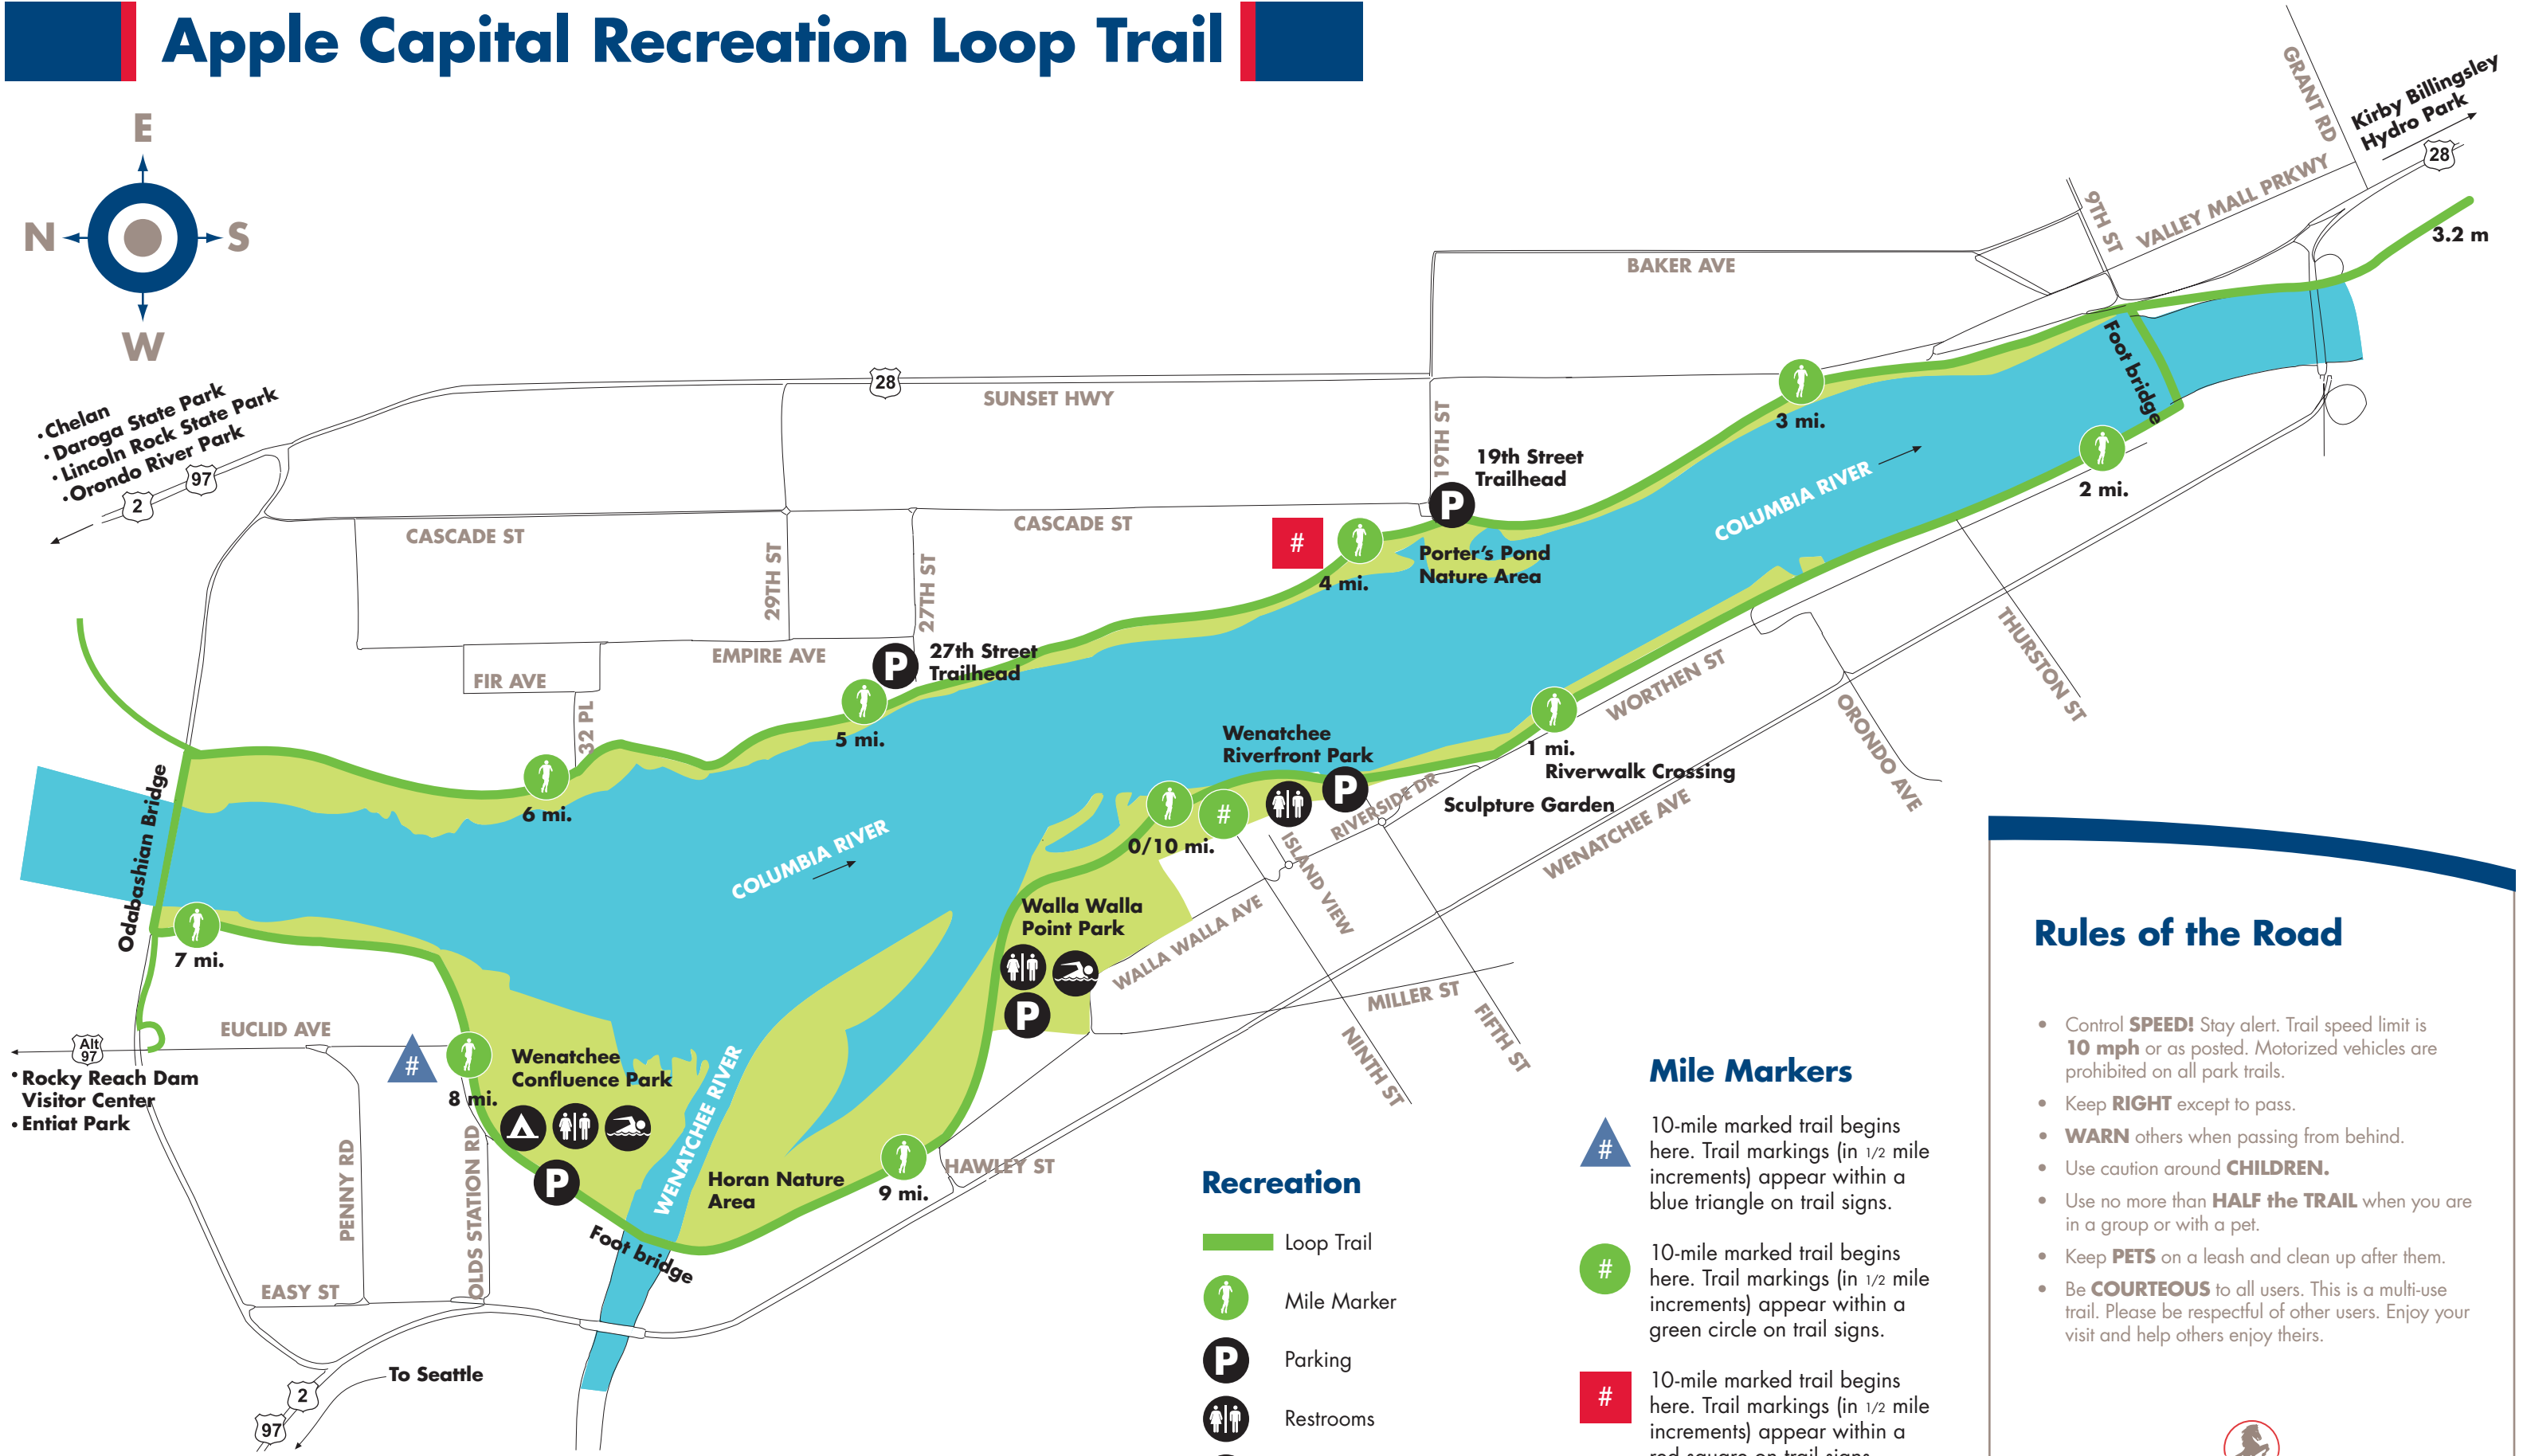 Apple Capital Recreation Loop Trail
E
N
S
W
GRANT RD
Kirby Billingsley
Hydro Park
28
3.2 m
9TH ST
VALLEY MALL PRKWY
BAKER AVE
28
SUNSET HWY
• Chelan
• Daroga State Park
• Lincoln Rock State Park
• Orondo River Park
97
2
Foot bridge
3 mi.
2 mi.
19TH ST
19th Street
Trailhead
P
COLUMBIA RIVER
CASCADE ST
CASCADE ST
#
4 mi.
Porter's Pond
Nature Area
29TH ST
27TH ST
EMPIRE AVE
FIR AVE
32 PL
P
27th Street
Trailhead
5 mi.
6 mi.
THURSTON ST
WORTHEN ST
ORONDO AVE
Wenatchee
Riverfront Park
P
1 mi.
Riverwalk Crossing
Sculpture Garden
RIVERSIDE DR
WENATCHEE AVE
#
0/10 mi.
ISLAND VIEW
COLUMBIA RIVER
Odabashian Bridge
7 mi.
Walla Walla
Point Park
P
WALLA WALLA AVE
MILLER ST
NINTH ST
FIFTH ST
EUCLID AVE
Alt
97
• Rocky Reach Dam
Visitor Center
• Entiat Park
#
8 mi.
Wenatchee
Confluence Park
P
WENATCHEE RIVER
Horan Nature
Area
9 mi.
HAWLEY ST
Foot bridge
PENNY RD
OLDS STATION RD
EASY ST
To Seattle
2
97
Recreation
Loop Trail
Mile Marker
P
Parking
Restrooms
Mile Markers
#
10-mile marked trail begins
here. Trail markings (in 1/2 mile
increments) appear within a
blue triangle on trail signs.
#
10-mile marked trail begins
here. Trail markings (in 1/2 mile
increments) appear within a
green circle on trail signs.
#
10-mile marked trail begins
here. Trail markings (in 1/2 mile
increments) appear within a
red square on trail signs.
Rules of the Road
• Control SPEED! Stay alert. Trail speed limit is
10 mph or as posted. Motorized vehicles are
prohibited on all park trails.
• Keep RIGHT except to pass.
• WARN others when passing from behind.
• Use caution around CHILDREN.
• Use no more than HALF the TRAIL when you are
in a group or with a pet.
• Keep PETS on a leash and clean up after them.
• Be COURTEOUS to all users. This is a multi-use
trail. Please be respectful of other users. Enjoy your
visit and help others enjoy theirs.